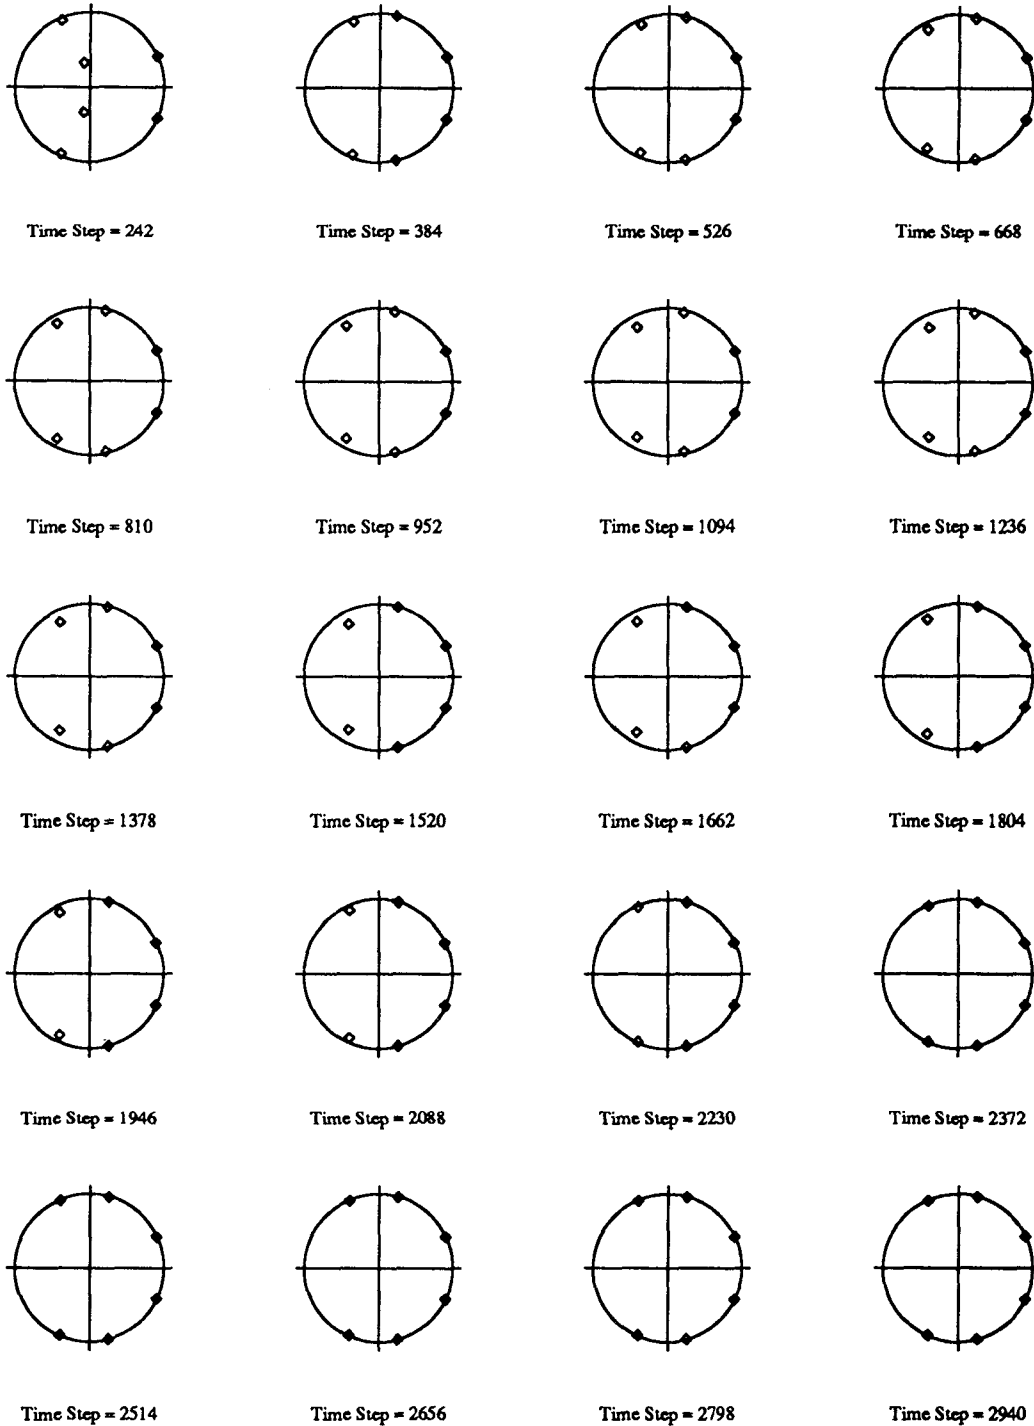 Time Step = 242
Time Step = 384
Time Step = 526
Time Step = 668
Time Step = 810
Time Step = 952
Time Step = 1094
Time Step = 1236
Time Step = 1378
Time Step = 1520
Time Step = 1662
Time Step = 1804
Time Step = 1946
Time Step = 2088
Time Step = 2230
Time Step = 2372
Time Step = 2514
Time Step = 2656
Time Step = 2798
Time Step = 2940